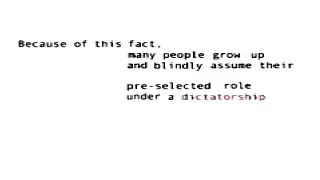 Because of this fact,
many people grow up
and blindly assume their
pre-selected role
under a dictatorship